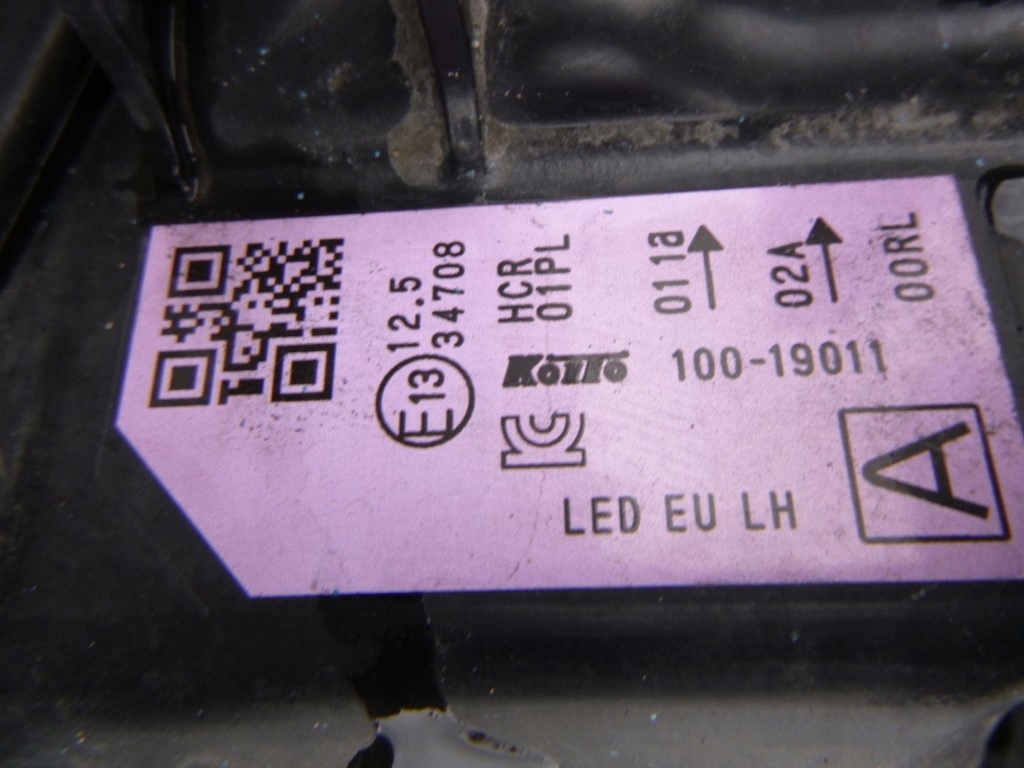 12.5
34708
E13
HCR
01PL
011a
02A
00RL
KOITO
100-19011
LED EU LH
A